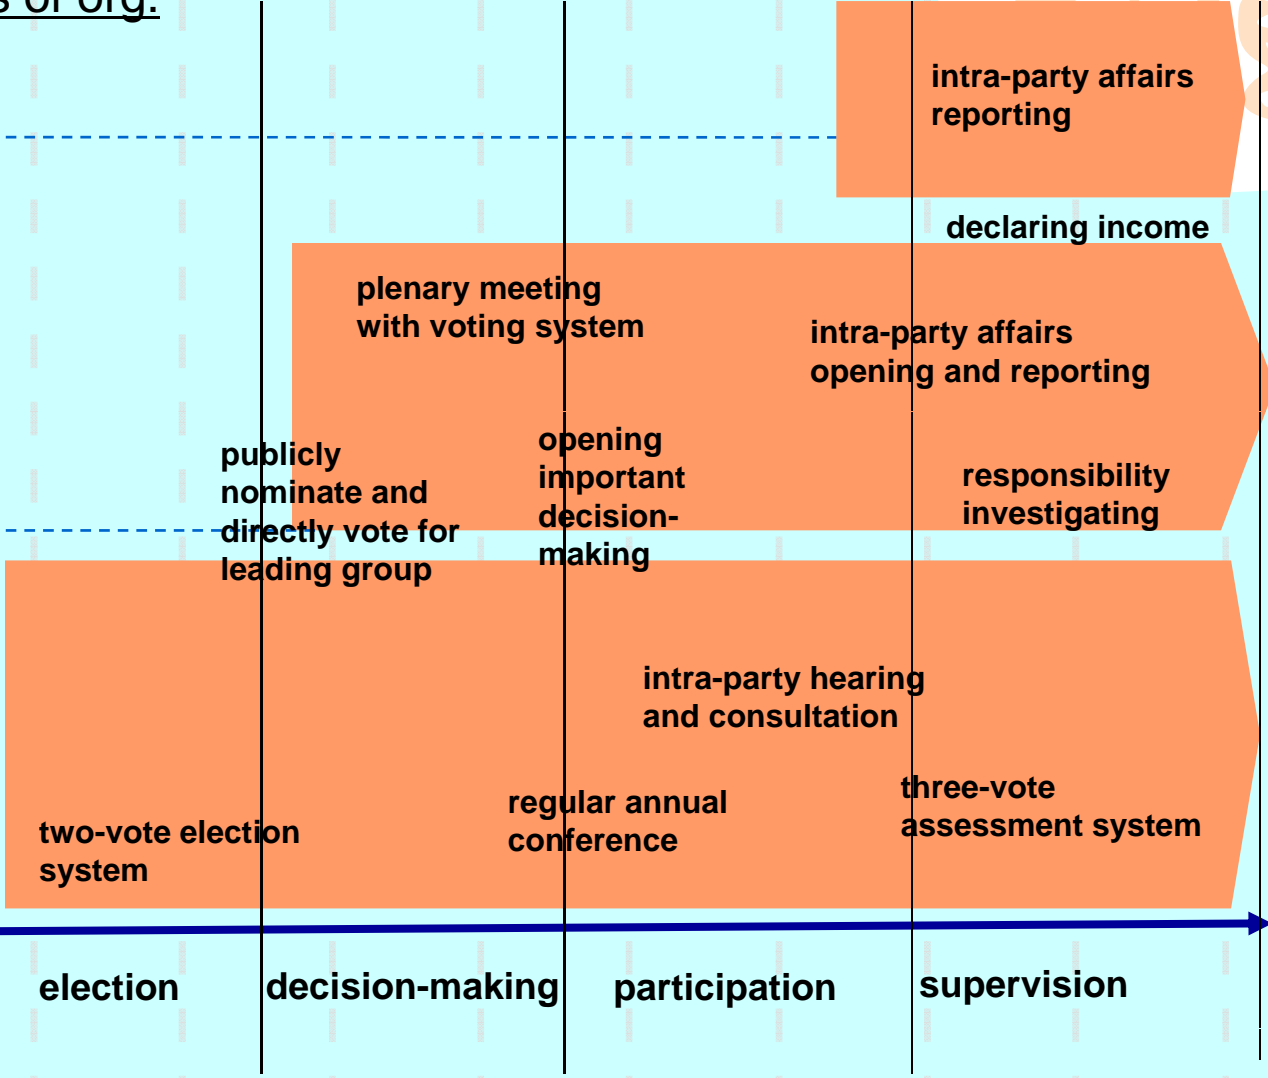 s of org.
intra-party affairs
reporting
declaring income
plenary meeting
with voting system
intra-party affairs
opening and reporting
publicly
nominate and
directly vote for
leading group
opening
important
decision-
making
responsibility
investigating
intra-party hearing
and consultation
regular annual
conference
three-vote
assessment system
two-vote election
system
election
decision-making
participation
supervision